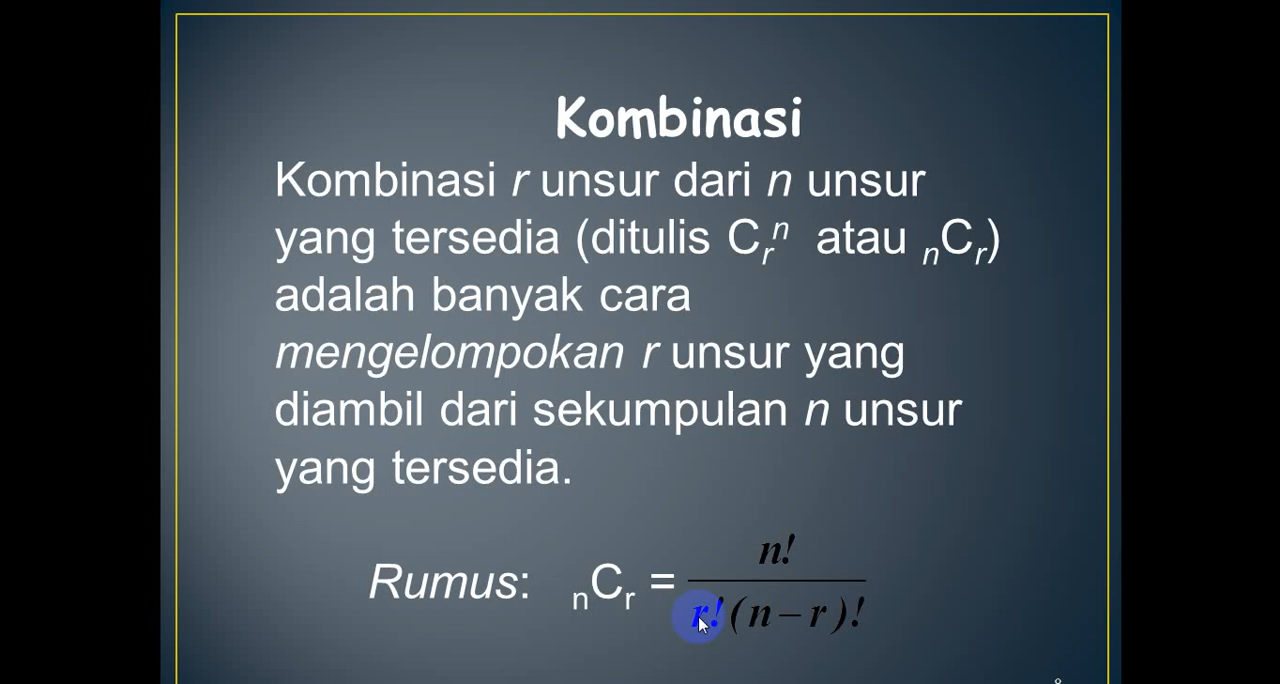 Kombinasi
Kombinasi r unsur dari n unsur
yang tersedia (ditulis Cᵣⁿ atau ₙCᵣ)
adalah banyak cara
mengelompokan r unsur yang
diambil dari sekumpulan n unsur
yang tersedia.
n!
Rumus: ₙCᵣ =
r!(n–r)!